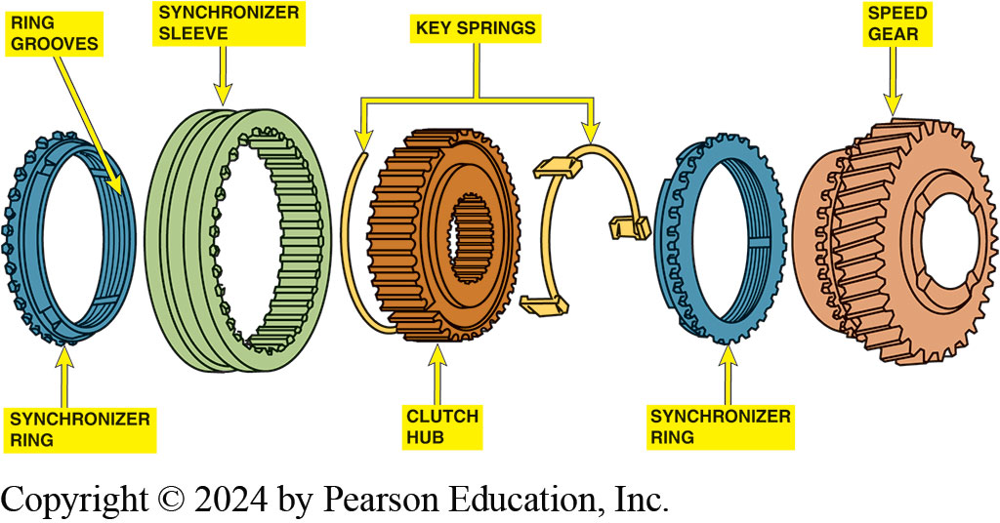 RING
GROOVES
SYNCHRONIZER
SLEEVE
KEY SPRINGS
SPEED
GEAR
SYNCHRONIZER
RING
CLUTCH
HUB
SYNCHRONIZER
RING
Copyright © 2024 by Pearson Education, Inc.